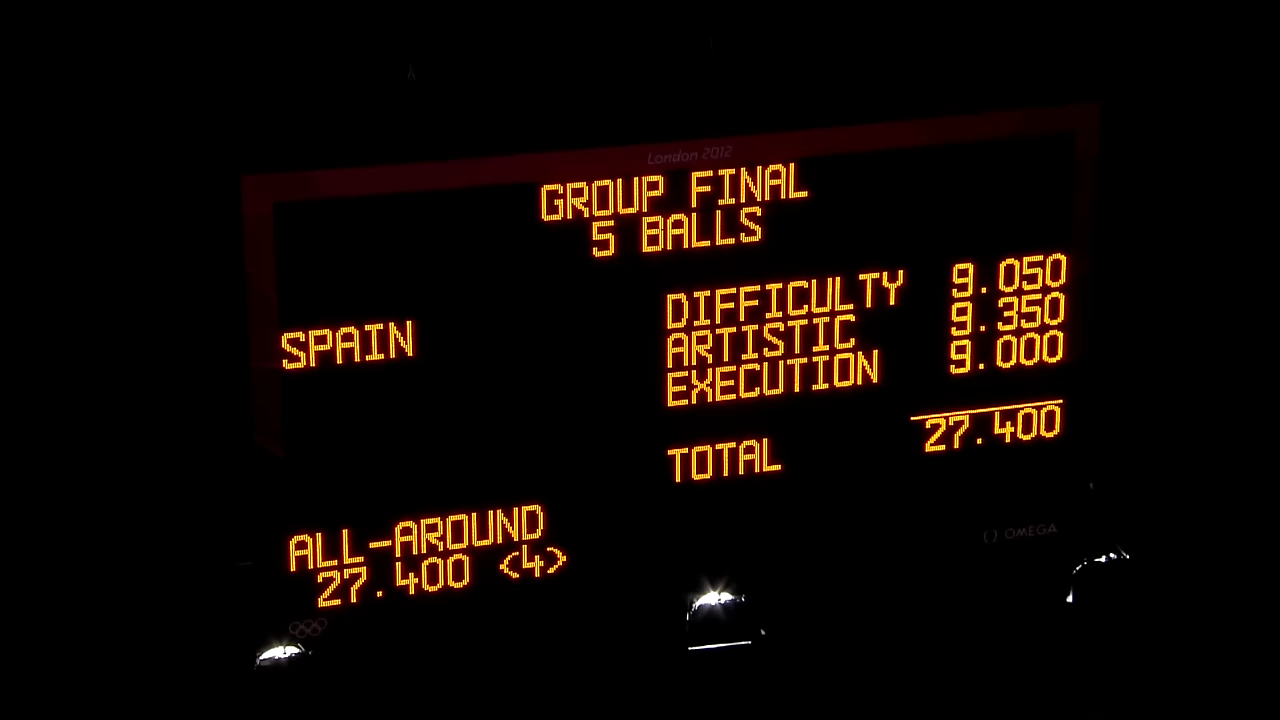 London 2012
GROUP FINAL
5 BALLS
SPAIN
DIFFICULTY 9.050
ARTISTIC 9.350
EXECUTION 9.000
TOTAL 27.400
ALL-AROUND
27.400 <4>
OMEGA